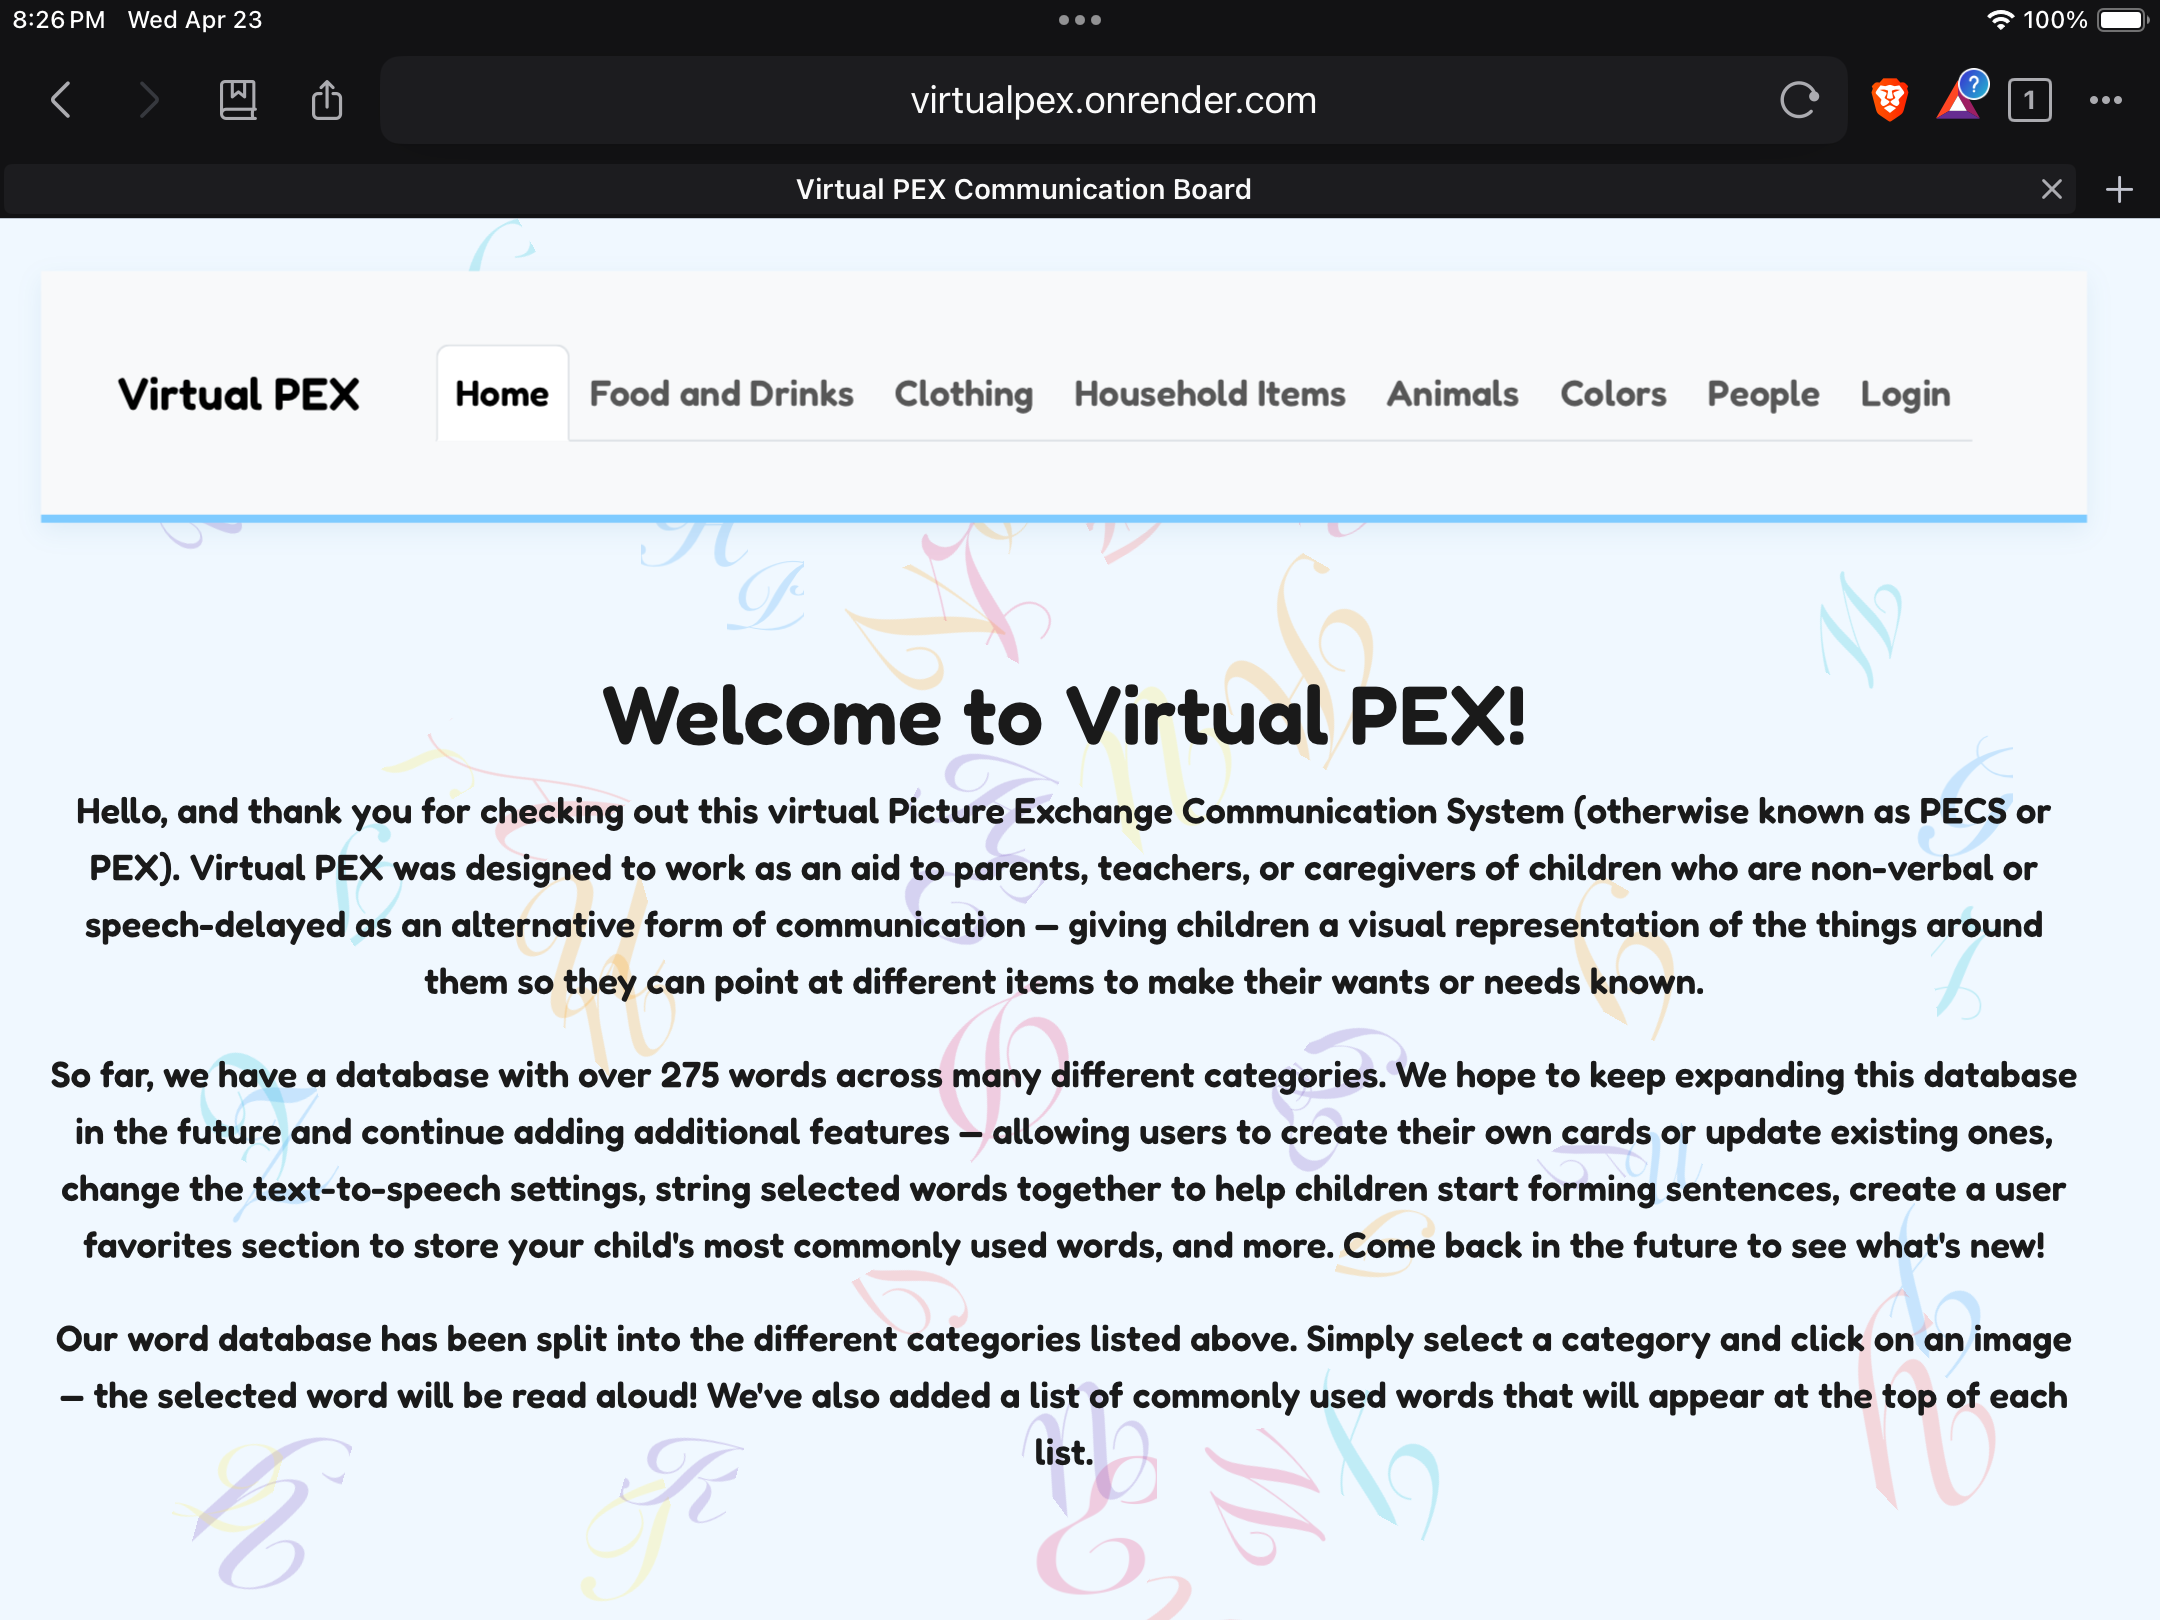 8:26 PM Wed Apr 23
100%
virtualpex.onrender.com
?
1
Virtual PEX Communication Board
Virtual PEX
Home Food and Drinks Clothing Household Items Animals Colors People Login
Welcome to Virtual PEX!
Hello, and thank you for checking out this virtual Picture Exchange Communication System (otherwise known as PECS or
PEX). Virtual PEX was designed to work as an aid to parents, teachers, or caregivers of children who are non-verbal or
speech-delayed as an alternative form of communication — giving children a visual representation of the things around
them so they can point at different items to make their wants or needs known.
So far, we have a database with over 275 words across many different categories. We hope to keep expanding this database
in the future and continue adding additional features — allowing users to create their own cards or update existing ones,
change the text-to-speech settings, string selected words together to help children start forming sentences, create a user
favorites section to store your child's most commonly used words, and more. Come back in the future to see what's new!
Our word database has been split into the different categories listed above. Simply select a category and click on an image
— the selected word will be read aloud! We've also added a list of commonly used words that will appear at the top of each
list.